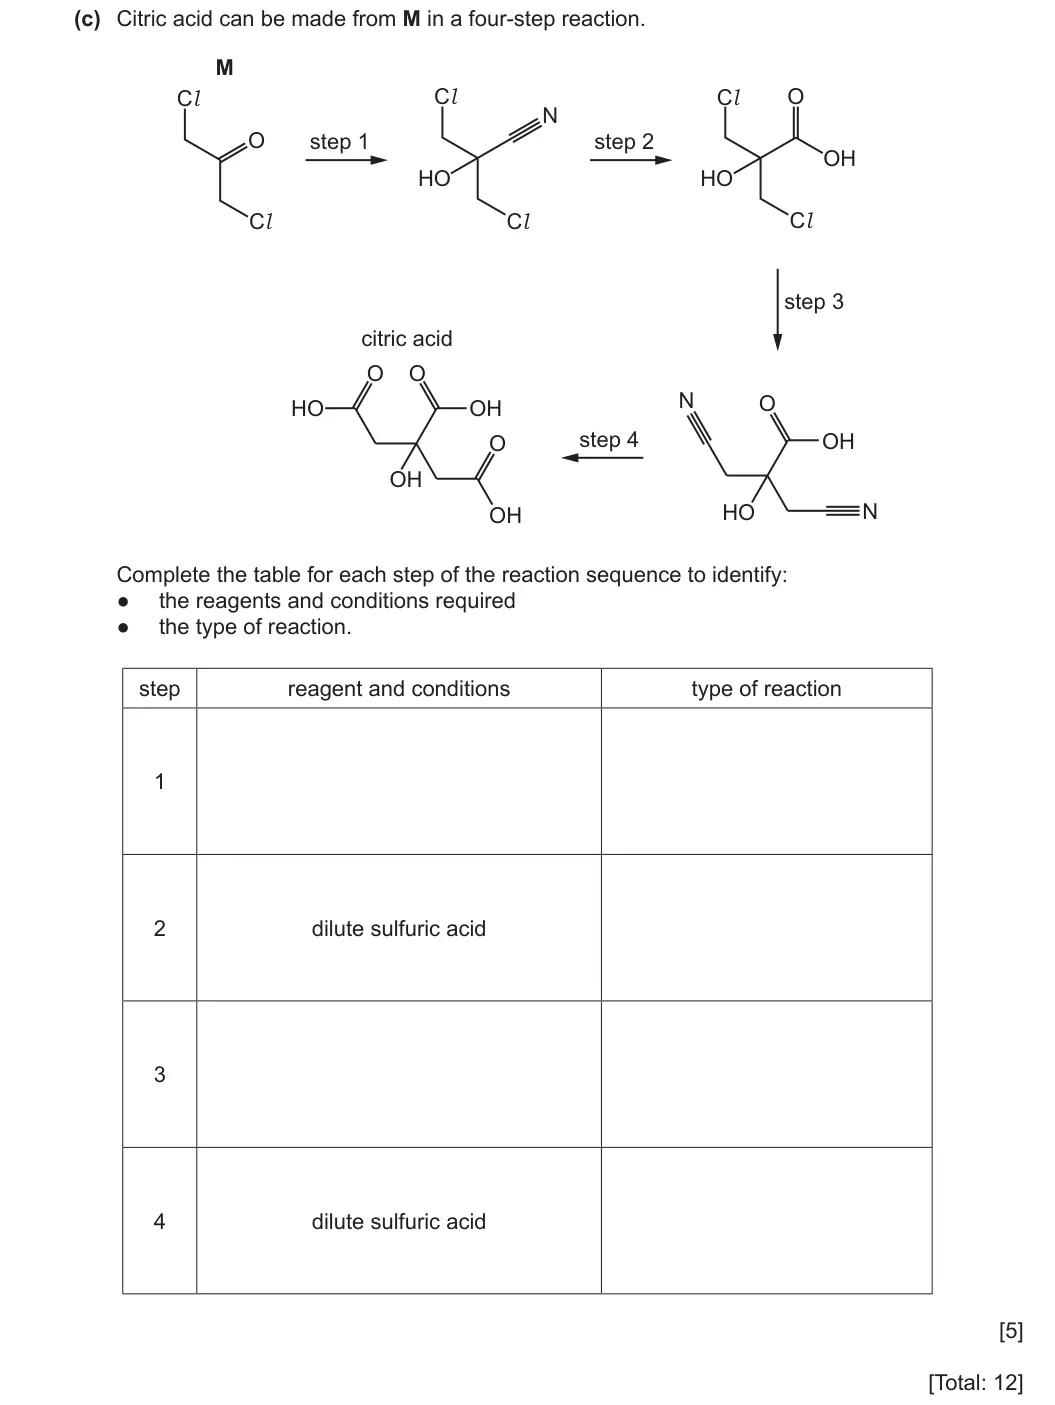 (c) Citric acid can be made from M in a four-step reaction.
M
Cl
O
Cl
step 1
Cl
N
HO
Cl
step 2
Cl
O
OH
HO
Cl
step 3
citric acid
O
O
HO
OH
O
OH
OH
step 4
N
O
OH
HO
N
Complete the table for each step of the reaction sequence to identify:
● the reagents and conditions required
● the type of reaction.
step reagent and conditions type of reaction
1
2 dilute sulfuric acid
3
4 dilute sulfuric acid
[5]
[Total: 12]